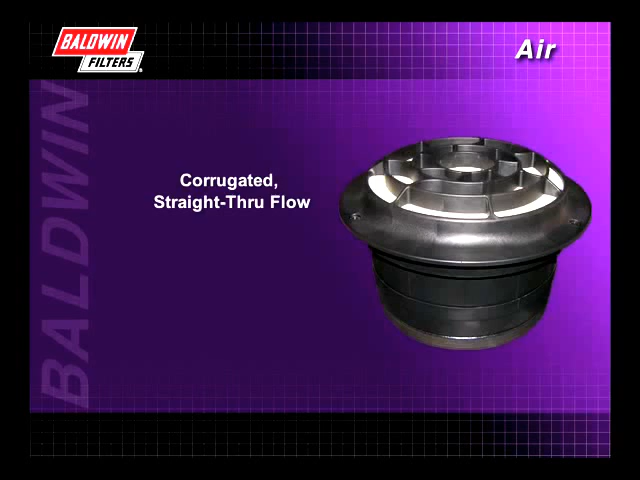 BALDWIN
FILTERS
Air
BALDWIN
Corrugated,
Straight-Thru Flow